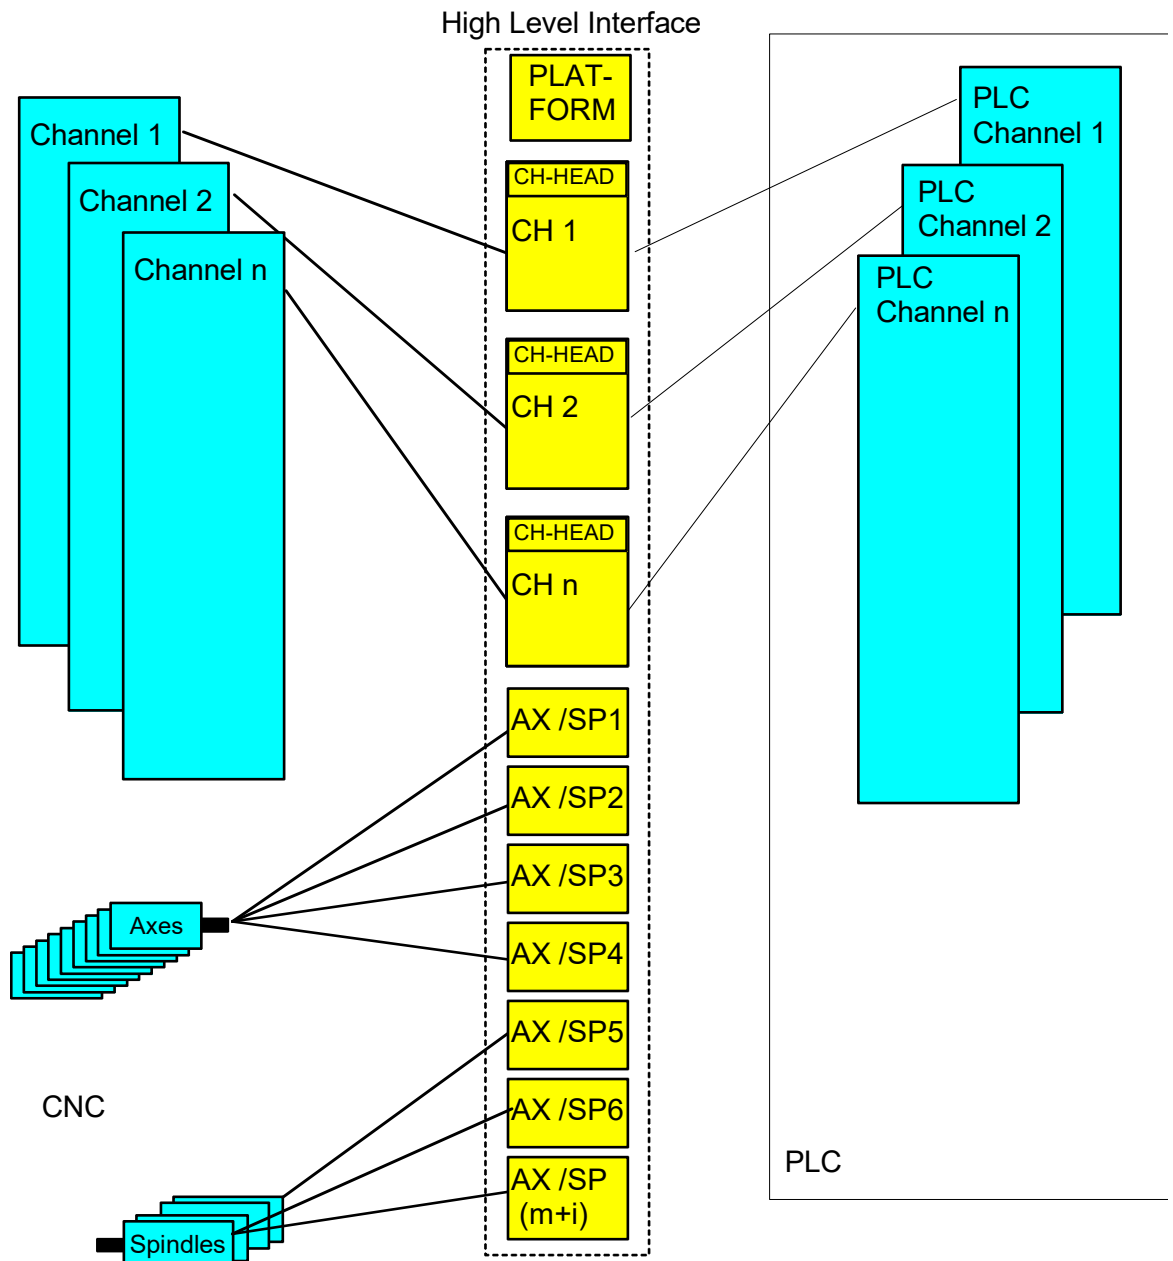 High Level Interface
PLAT-
FORM
Channel 1
Channel 2
Channel n
CH-HEAD
CH 1
CH-HEAD
CH 2
CH-HEAD
CH n
PLC
Channel 1
PLC
Channel 2
PLC
Channel n
AX /SP1
AX /SP2
AX /SP3
AX /SP4
AX /SP5
AX /SP6
AX /SP
(m+i)
Axes
CNC
Spindles
PLC